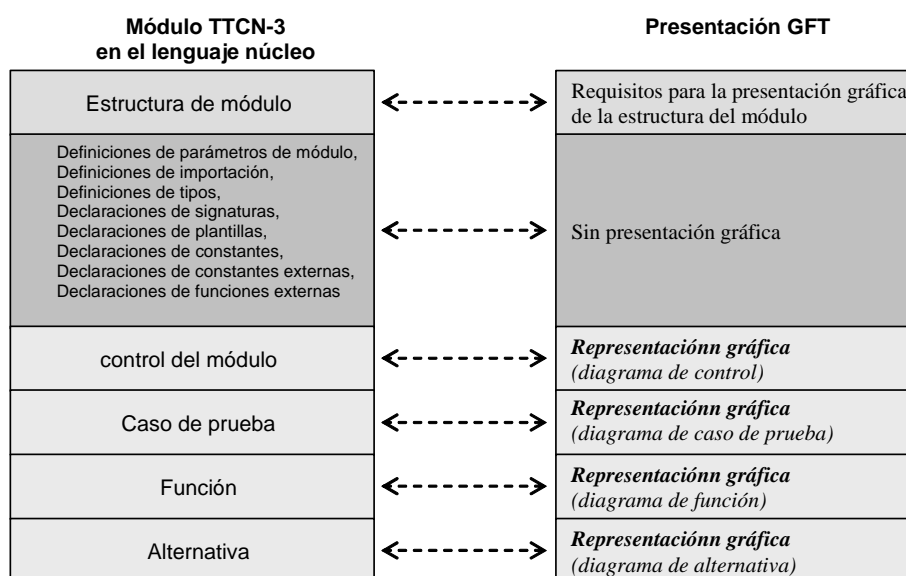 Módulo TTCN-3
en el lenguaje núcleo
Presentación GFT
Estructura de módulo
Requisitos para la presentación gráfica
de la estructura del módulo
Definiciones de parámetros de módulo,
Definiciones de importación,
Definiciones de tipos,
Declaraciones de signaturas,
Declaraciones de plantillas,
Declaraciones de constantes,
Declaraciones de constantes externas,
Declaraciones de funciones externas
Sin presentación gráfica
control del módulo
Representaciónn gráfica
(diagrama de control)
Caso de prueba
Representaciónn gráfica
(diagrama de caso de prueba)
Función
Representaciónn gráfica
(diagrama de función)
Alternativa
Representaciónn gráfica
(diagrama de alternativa)